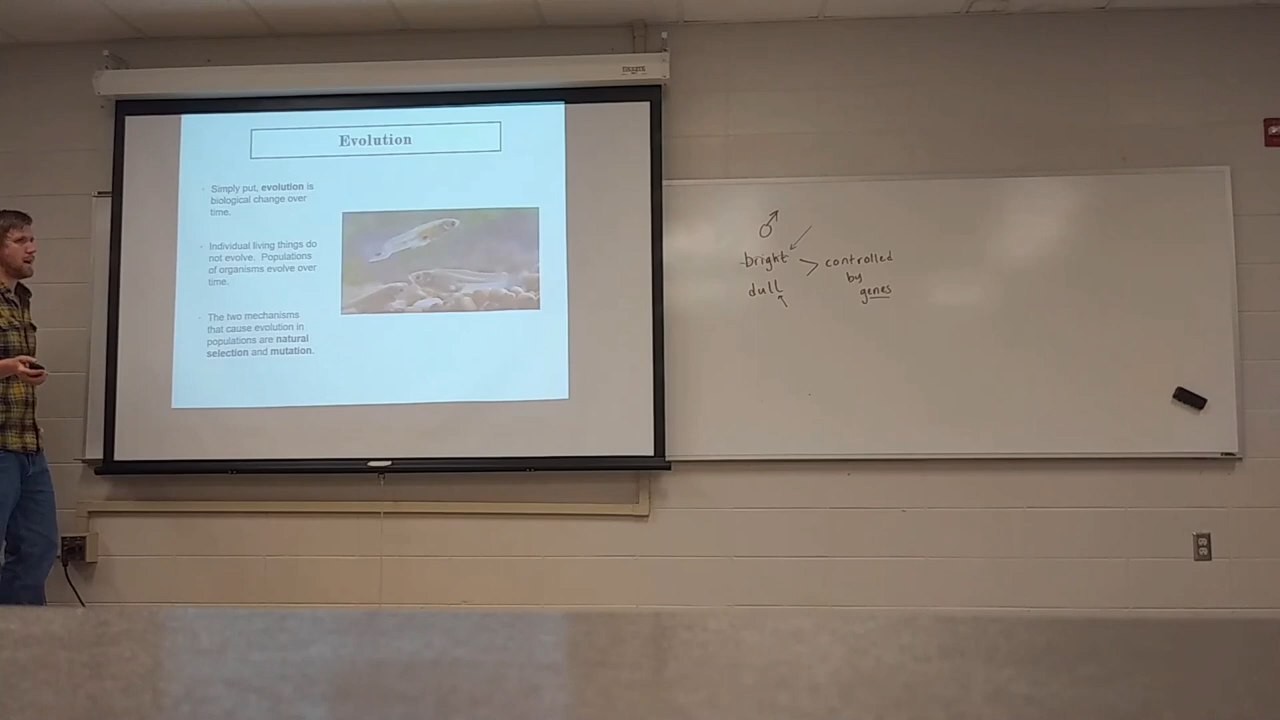 Evolution
Simply put, evolution is
biological change over
time.
Individual living things do
not evolve. Populations
of organisms evolve over
time.
The two mechanisms
that cause evolution in
populations are natural
selection and mutation.
♂
bright
dull
controlled
by
genes